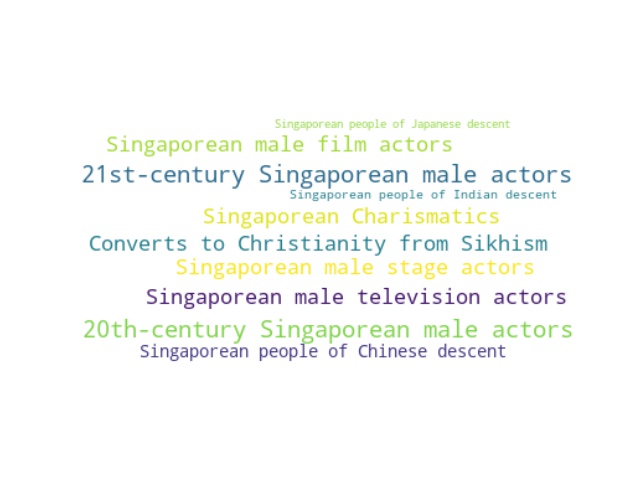 Singaporean people of Japanese descent
Singaporean male film actors
21st-century Singaporean male actors
Singaporean people of Indian descent
Singaporean Charismatics
Converts to Christianity from Sikhism
Singaporean male stage actors
Singaporean male television actors
20th-century Singaporean male actors
Singaporean people of Chinese descent